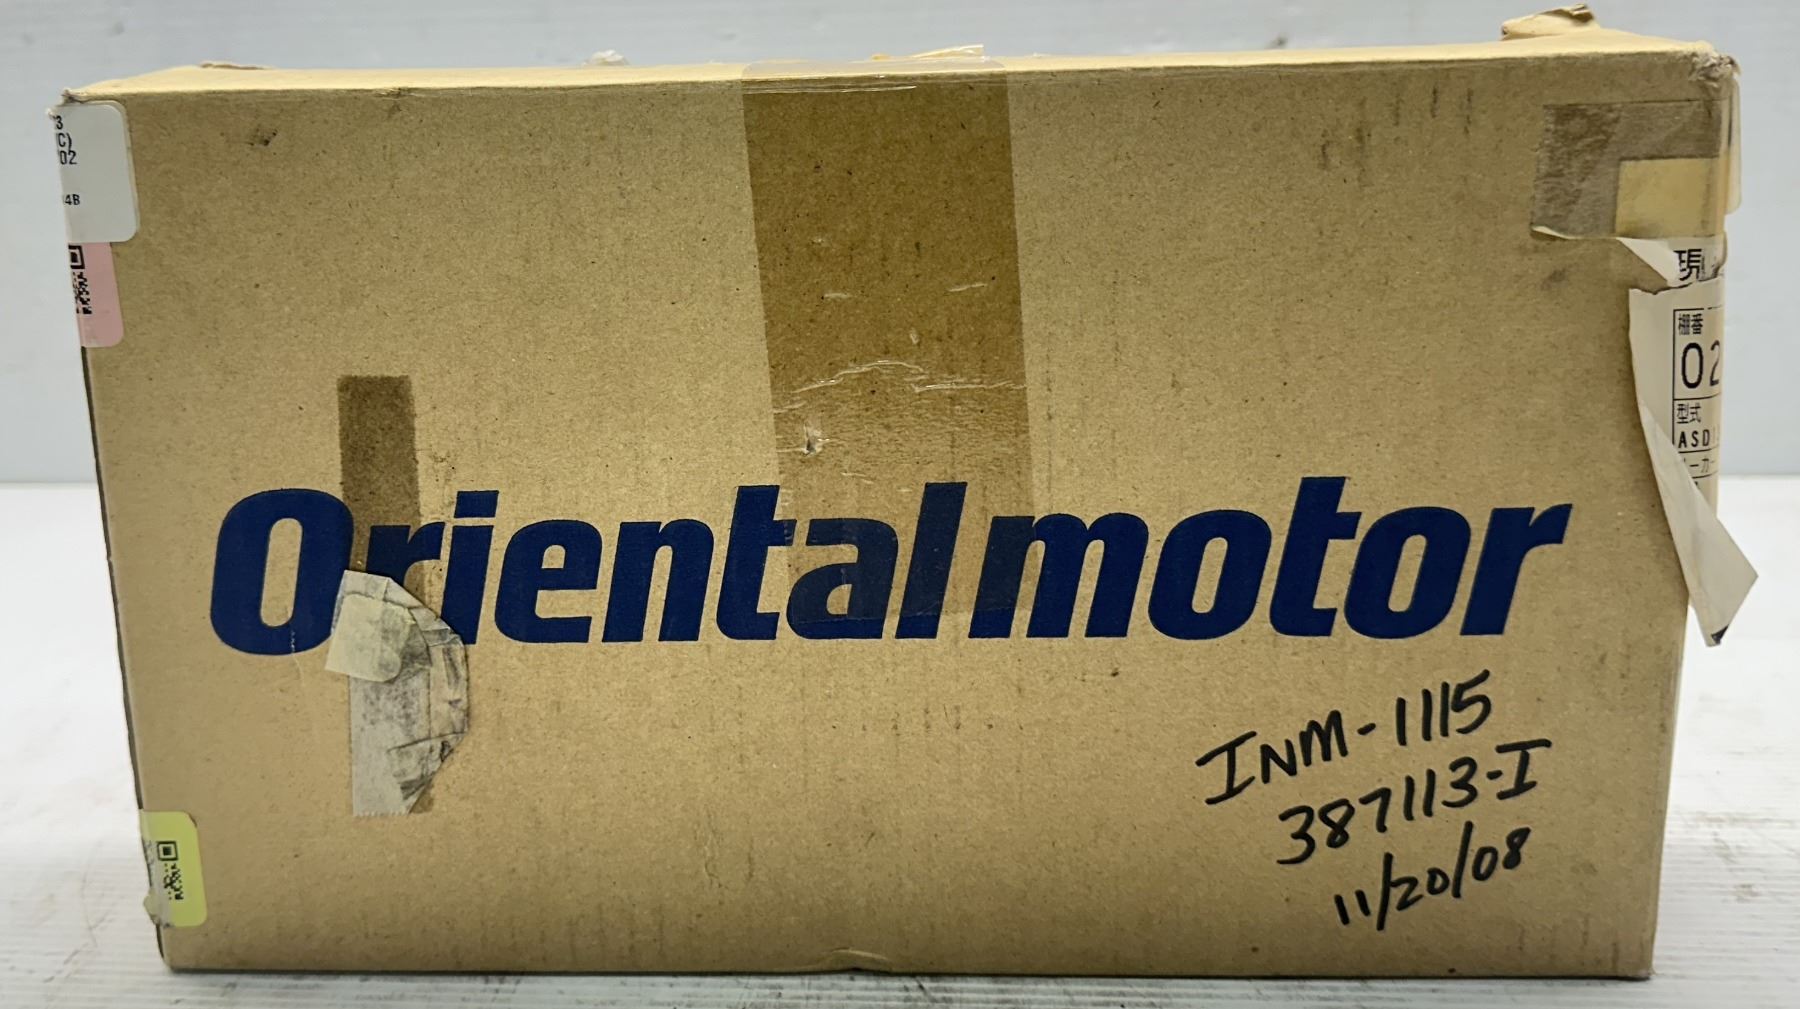 3
C)
02
4B
現
棚番
02
型式
ASD
ーカー
Orientalmotor
INM-1115
387113-I
11/20/08